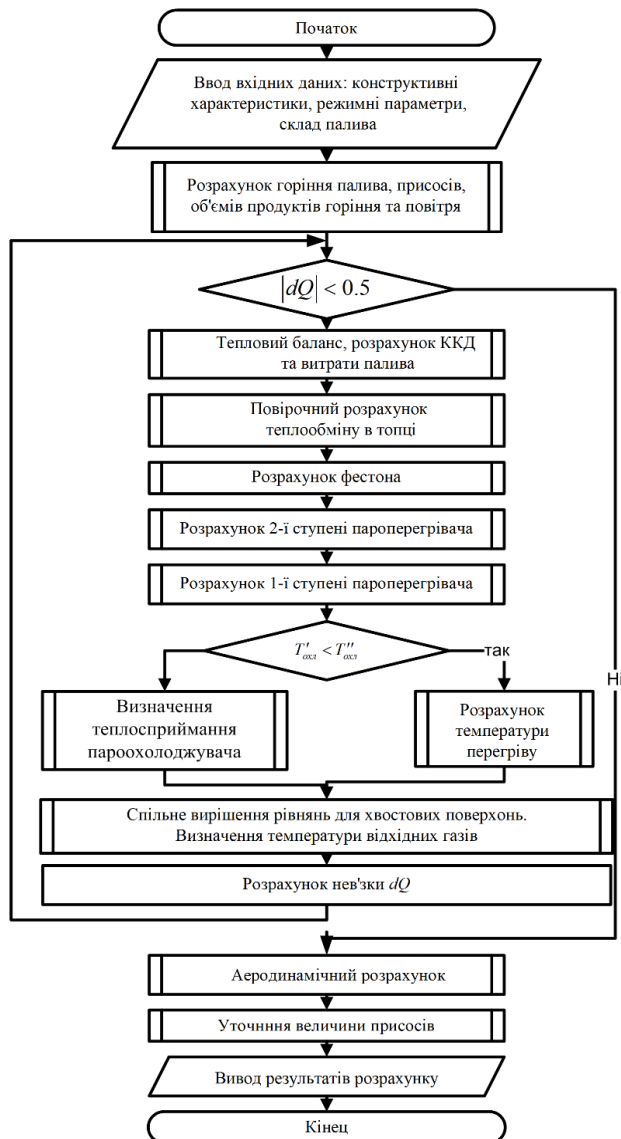 Початок
Ввод вхідних даних: конструктивні
характеристики, режимні параметри,
склад палива
Розрахунок горіння палива, присосів,
об'ємів продуктів горіння та повітря
|dQ| < 0.5
Тепловий баланс, розрахунок ККД
та витрати палива
Повірочний розрахунок
теплообміну в топці
Розрахунок фестона
Розрахунок 2-ї ступені пароперегрівача
Розрахунок 1-ї ступені пароперегрівача
T'охл < T''охл
так
Ні
Визначення
теплосприймання
пароохолоджувача
Розрахунок
температури
перегріву
Спільне вирішення рівнянь для хвостових поверхонь.
Визначення температури відхідних газів
Розрахунок нев'язки dQ
Аеродинамічний розрахунок
Уточнння величини присосів
Вивод результатів розрахунку
Кінец